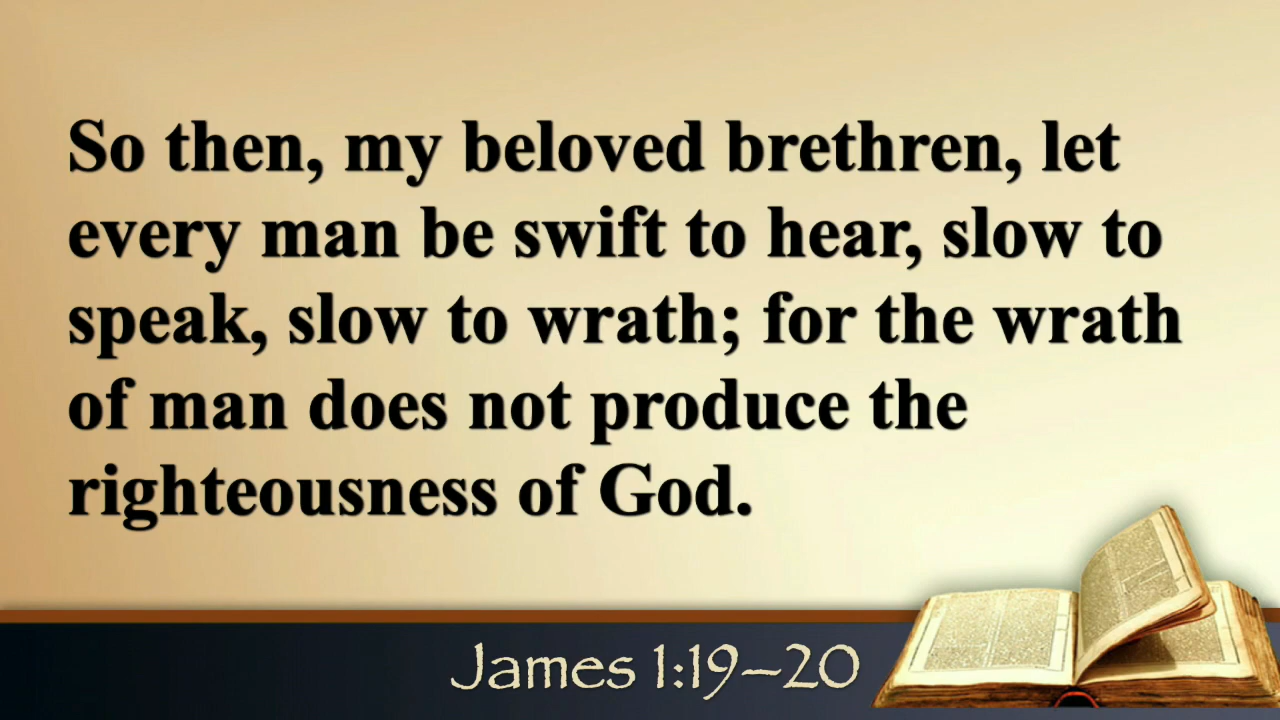 So then, my beloved brethren, let
every man be swift to hear, slow to
speak, slow to wrath; for the wrath
of man does not produce the
righteousness of God.
James 1:19–20